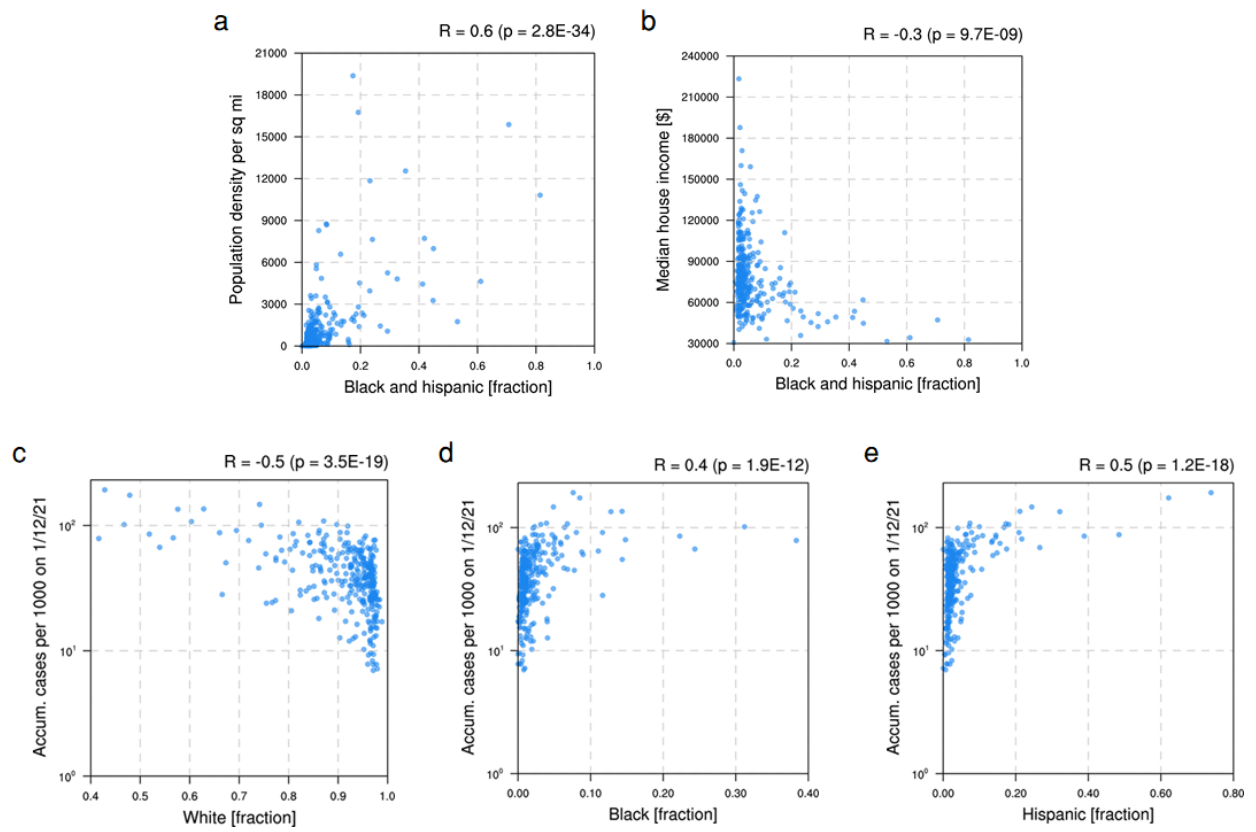 a
R = 0.6 (p = 2.8E-34)
21000
18000
15000
12000
9000
6000
3000
0
Population density per sq mi
0.0 0.2 0.4 0.6 0.8 1.0
Black and hispanic [fraction]
b
R = -0.3 (p = 9.7E-09)
240000
210000
180000
150000
120000
90000
60000
30000
Median house income [$]
0.0 0.2 0.4 0.6 0.8 1.0
Black and hispanic [fraction]
c
R = -0.5 (p = 3.5E-19)
10²
10¹
10⁰
Accum. cases per 1000 on 1/12/21
0.4 0.5 0.6 0.7 0.8 0.9 1.0
White [fraction]
d
R = 0.4 (p = 1.9E-12)
10²
10¹
10⁰
Accum. cases per 1000 on 1/12/21
0.00 0.10 0.20 0.30 0.40
Black [fraction]
e
R = 0.5 (p = 1.2E-18)
10²
10¹
10⁰
Accum. cases per 1000 on 1/12/21
0.00 0.20 0.40 0.60 0.80
Hispanic [fraction]